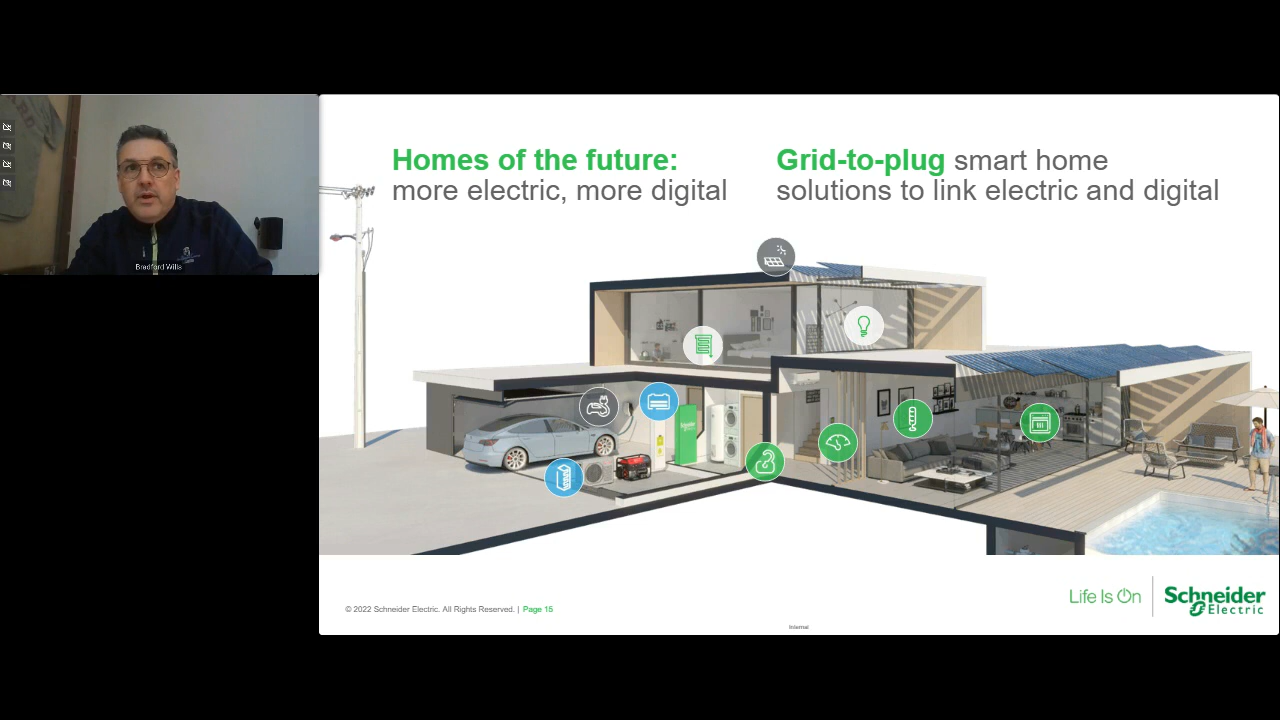 Bradford Wills
Homes of the future:
more electric, more digital
Grid-to-plug smart home
solutions to link electric and digital
Schneider
© 2022 Schneider Electric. All Rights Reserved. | Page 15
Life Is On
Schneider
Electric
Internal